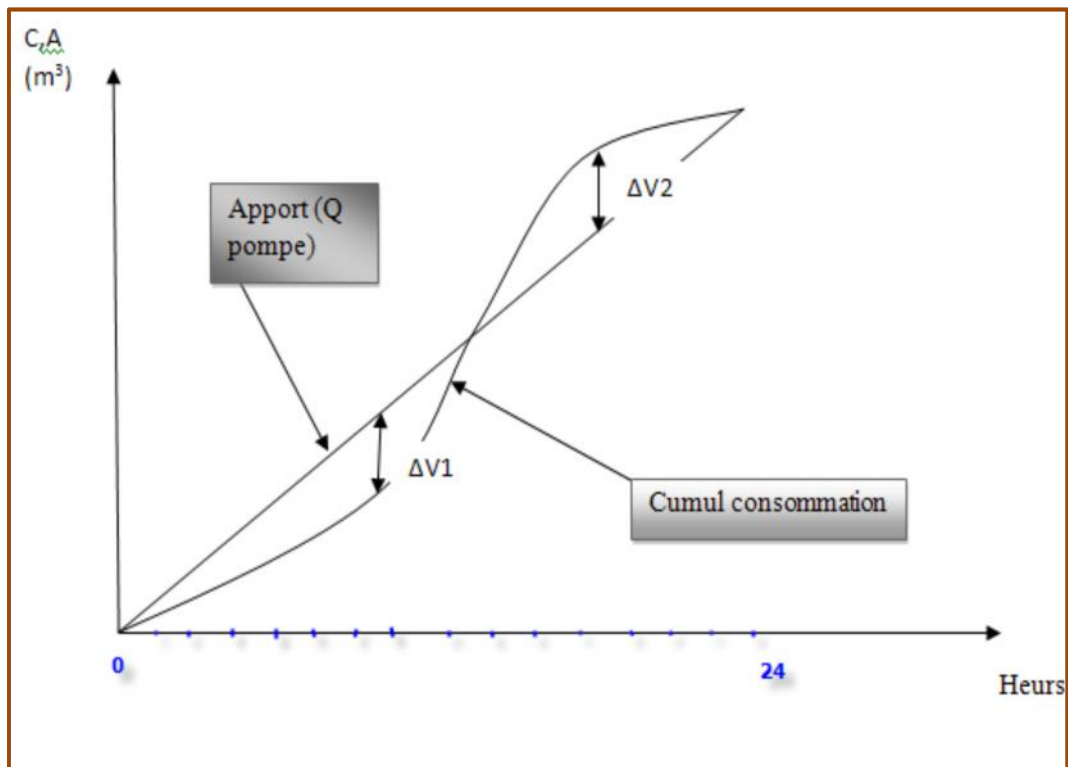 C,A
(m³)
Apport (Q
pompe)
ΔV2
ΔV1
Cumul consommation
0
24
Heurs